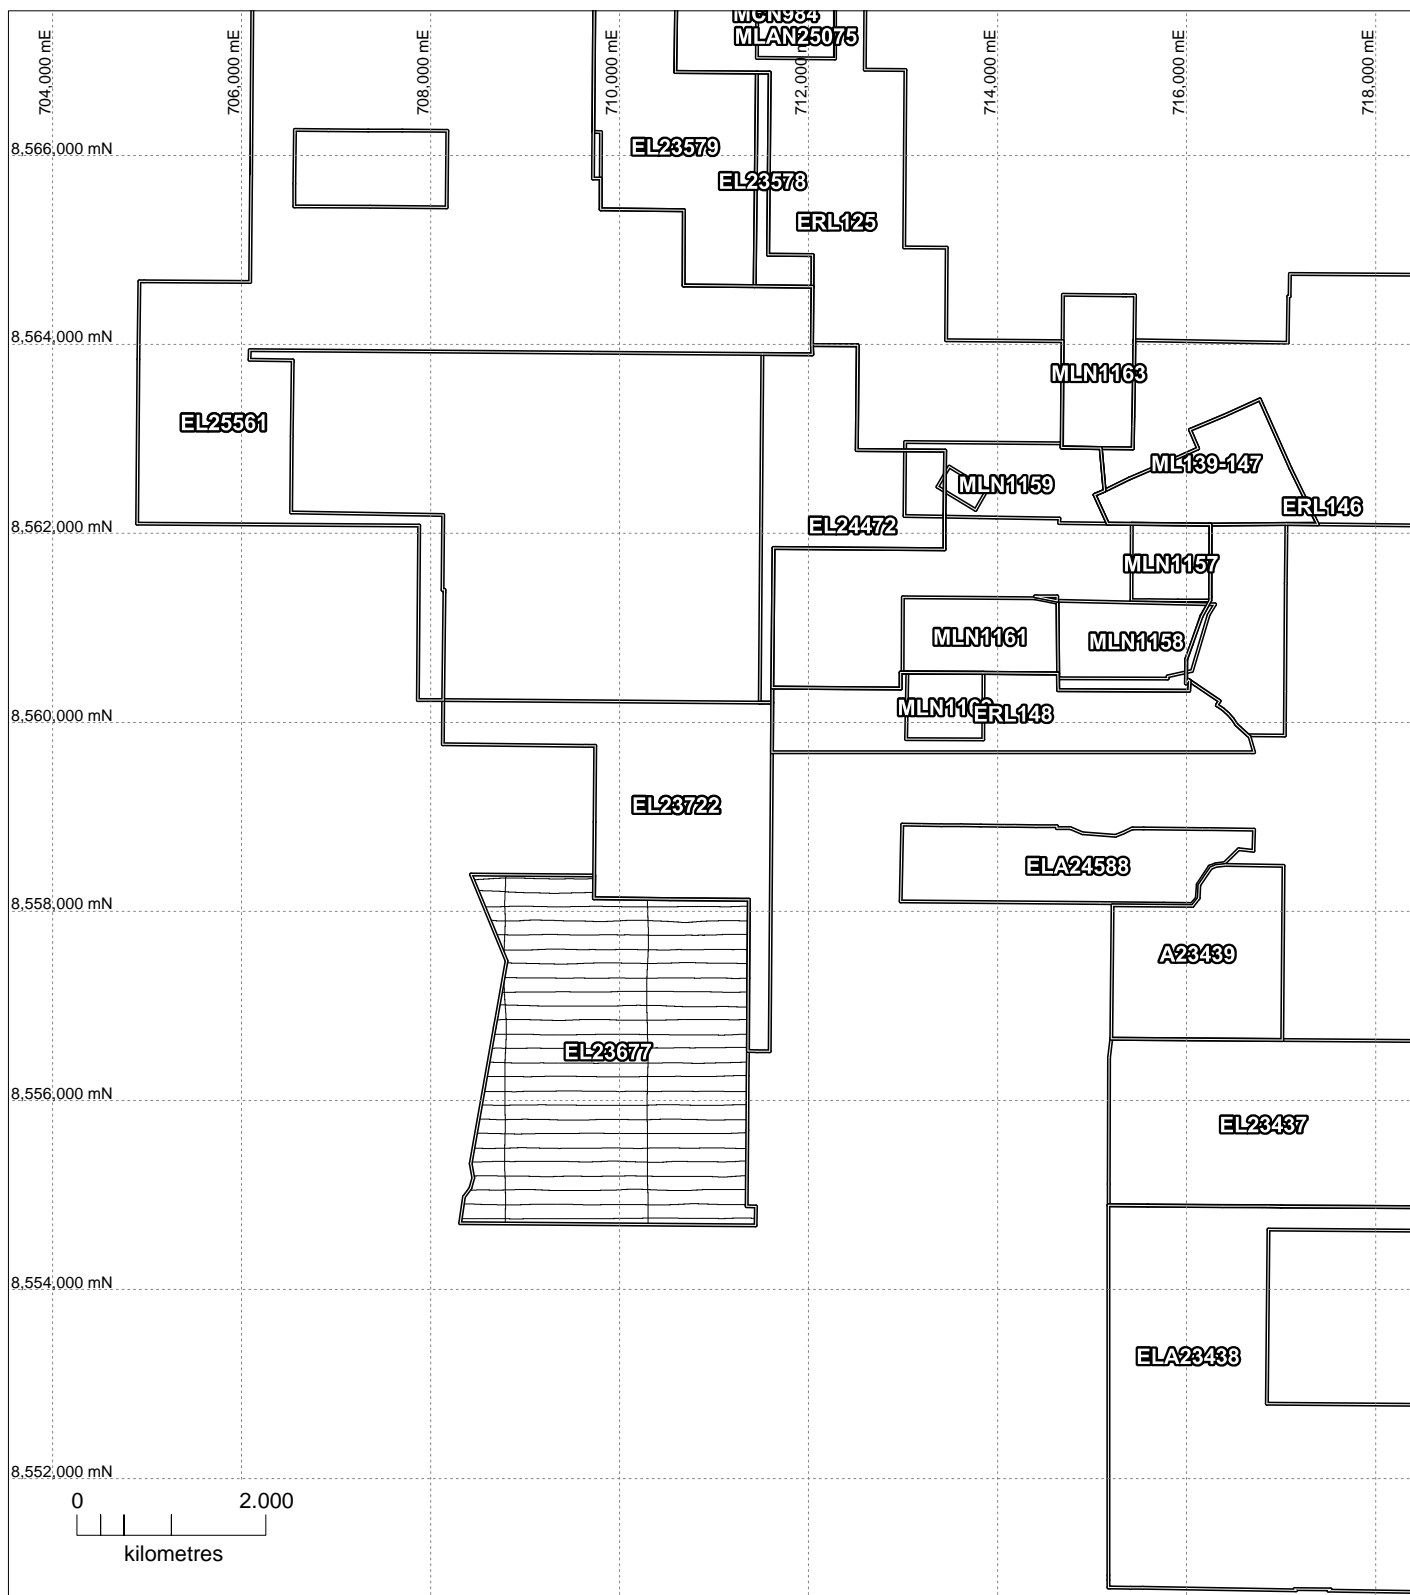 MCN984
MLAN25075
704,000 mE
706,000 mE
708,000 mE
710,000 mE
712,000 mE
714,000 mE
716,000 mE
718,000 mE
8,566,000 mN
EL23579
EL23578
ERL125
8,564,000 mN
MLN1163
EL25561
ML139-147
MLN1159
ERL146
8,562,000 mN
EL24472
MLN1157
MLN1161
MLN1158
8,560,000 mN
ERL148
EL23722
ELA24588
8,558,000 mN
A23439
EL23677
8,556,000 mN
EL23437
8,554,000 mN
ELA23438
8,552,000 mN
0 2.000
kilometres